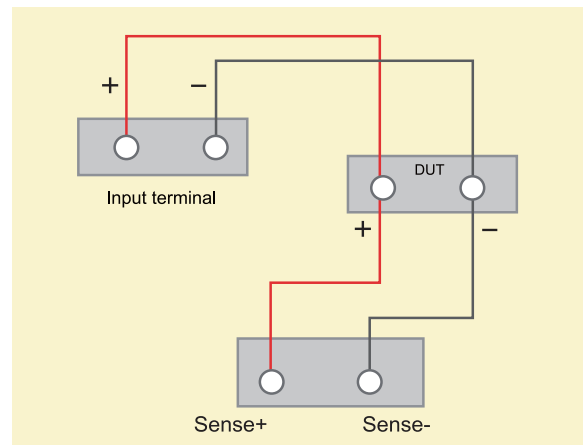 + −
Input terminal
DUT
+ −
Sense+ Sense-